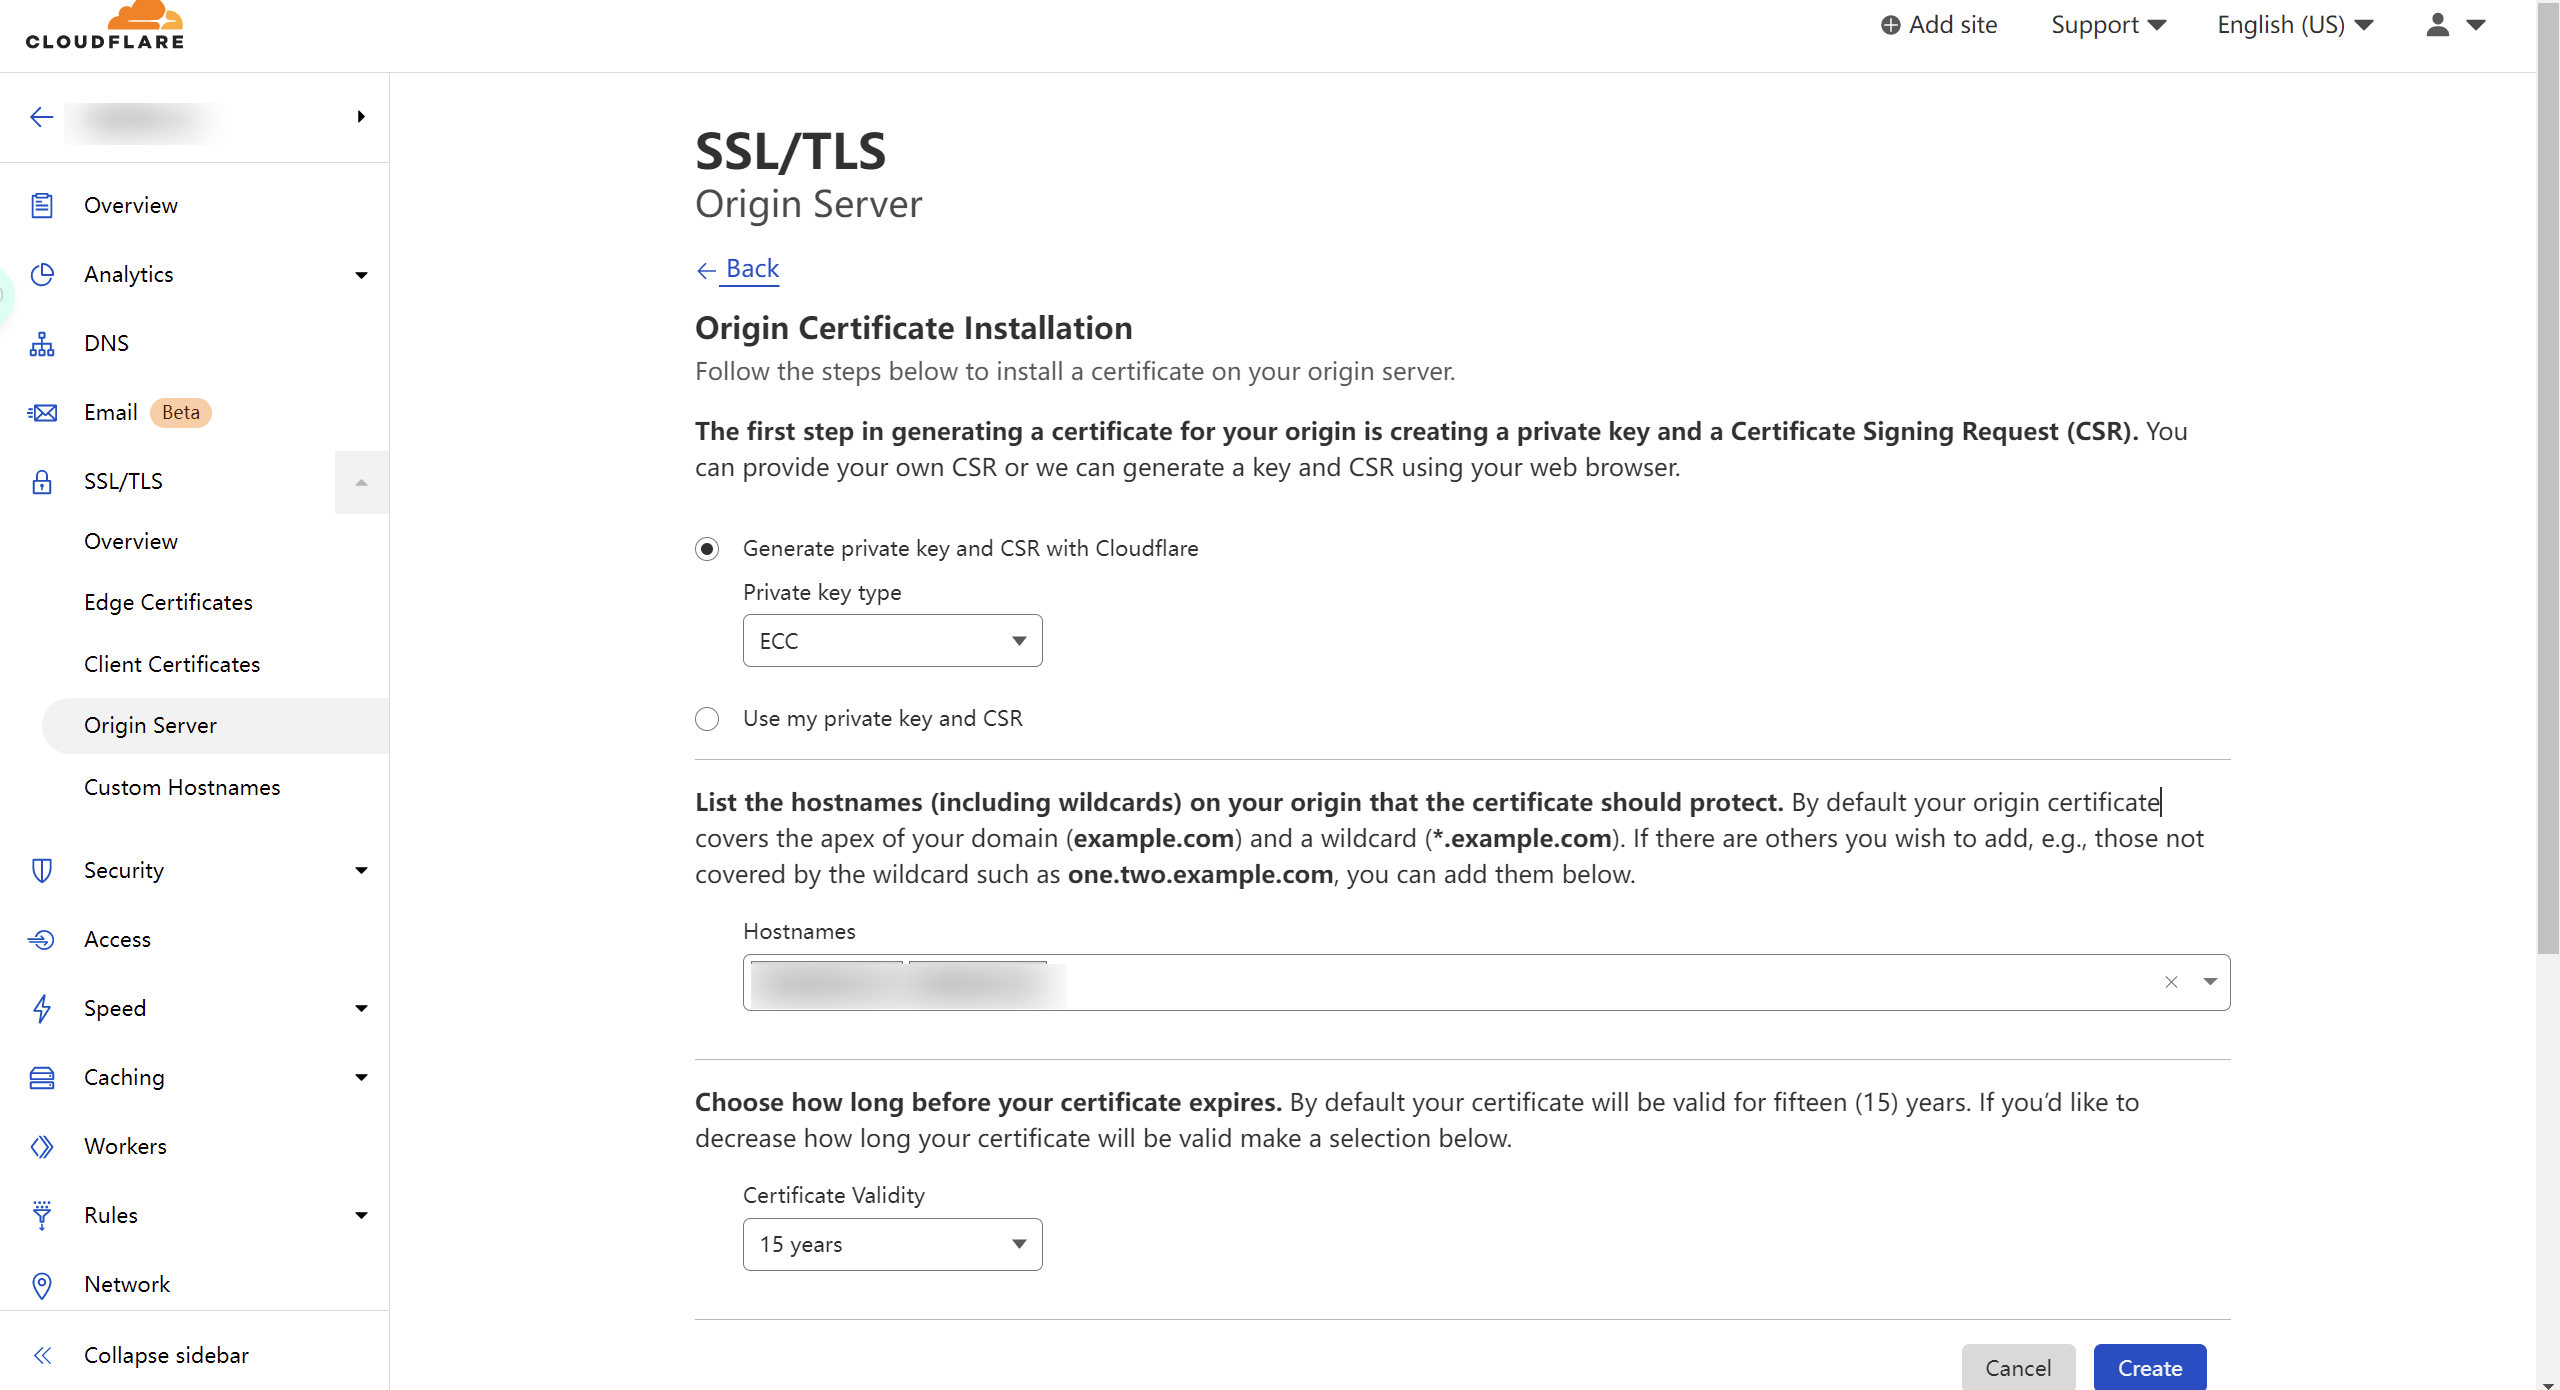 CLOUDFLARE
Add site
Support
English (US)
Overview
Analytics
DNS
Email Beta
SSL/TLS
Overview
Edge Certificates
Client Certificates
Origin Server
Custom Hostnames
Security
Access
Speed
Caching
Workers
Rules
Network
Collapse sidebar
SSL/TLS
Origin Server
Back
Origin Certificate Installation
Follow the steps below to install a certificate on your origin server.
The first step in generating a certificate for your origin is creating a private key and a Certificate Signing Request (CSR). You
can provide your own CSR or we can generate a key and CSR using your web browser.
Generate private key and CSR with Cloudflare
Private key type
ECC
Use my private key and CSR
List the hostnames (including wildcards) on your origin that the certificate should protect. By default your origin certificate
covers the apex of your domain (example.com) and a wildcard (*.example.com). If there are others you wish to add, e.g., those not
covered by the wildcard such as one.two.example.com, you can add them below.
Hostnames
Choose how long before your certificate expires. By default your certificate will be valid for fifteen (15) years. If you’d like to
decrease how long your certificate will be valid make a selection below.
Certificate Validity
15 years
Cancel
Create